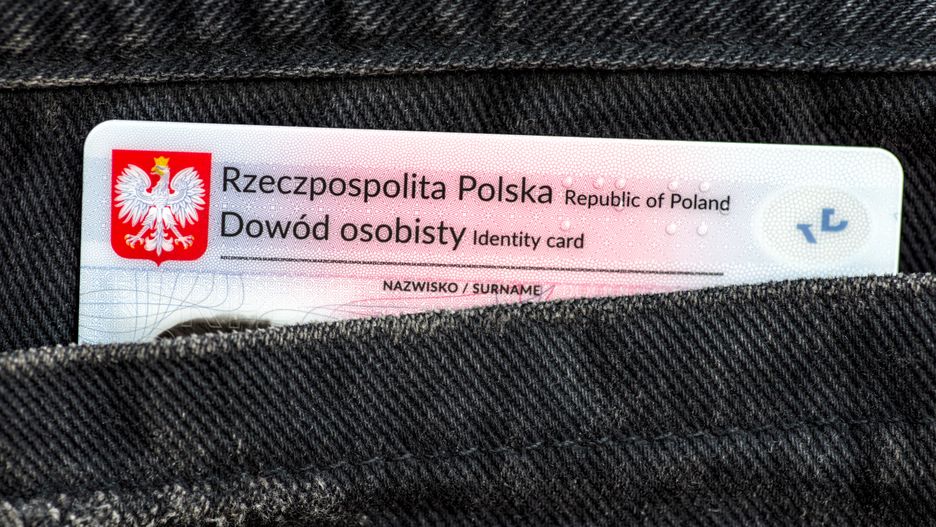 Rzeczpospolita Polska Republic of Poland
Dowód osobisty Identity card
NAZWISKO / SURNAME